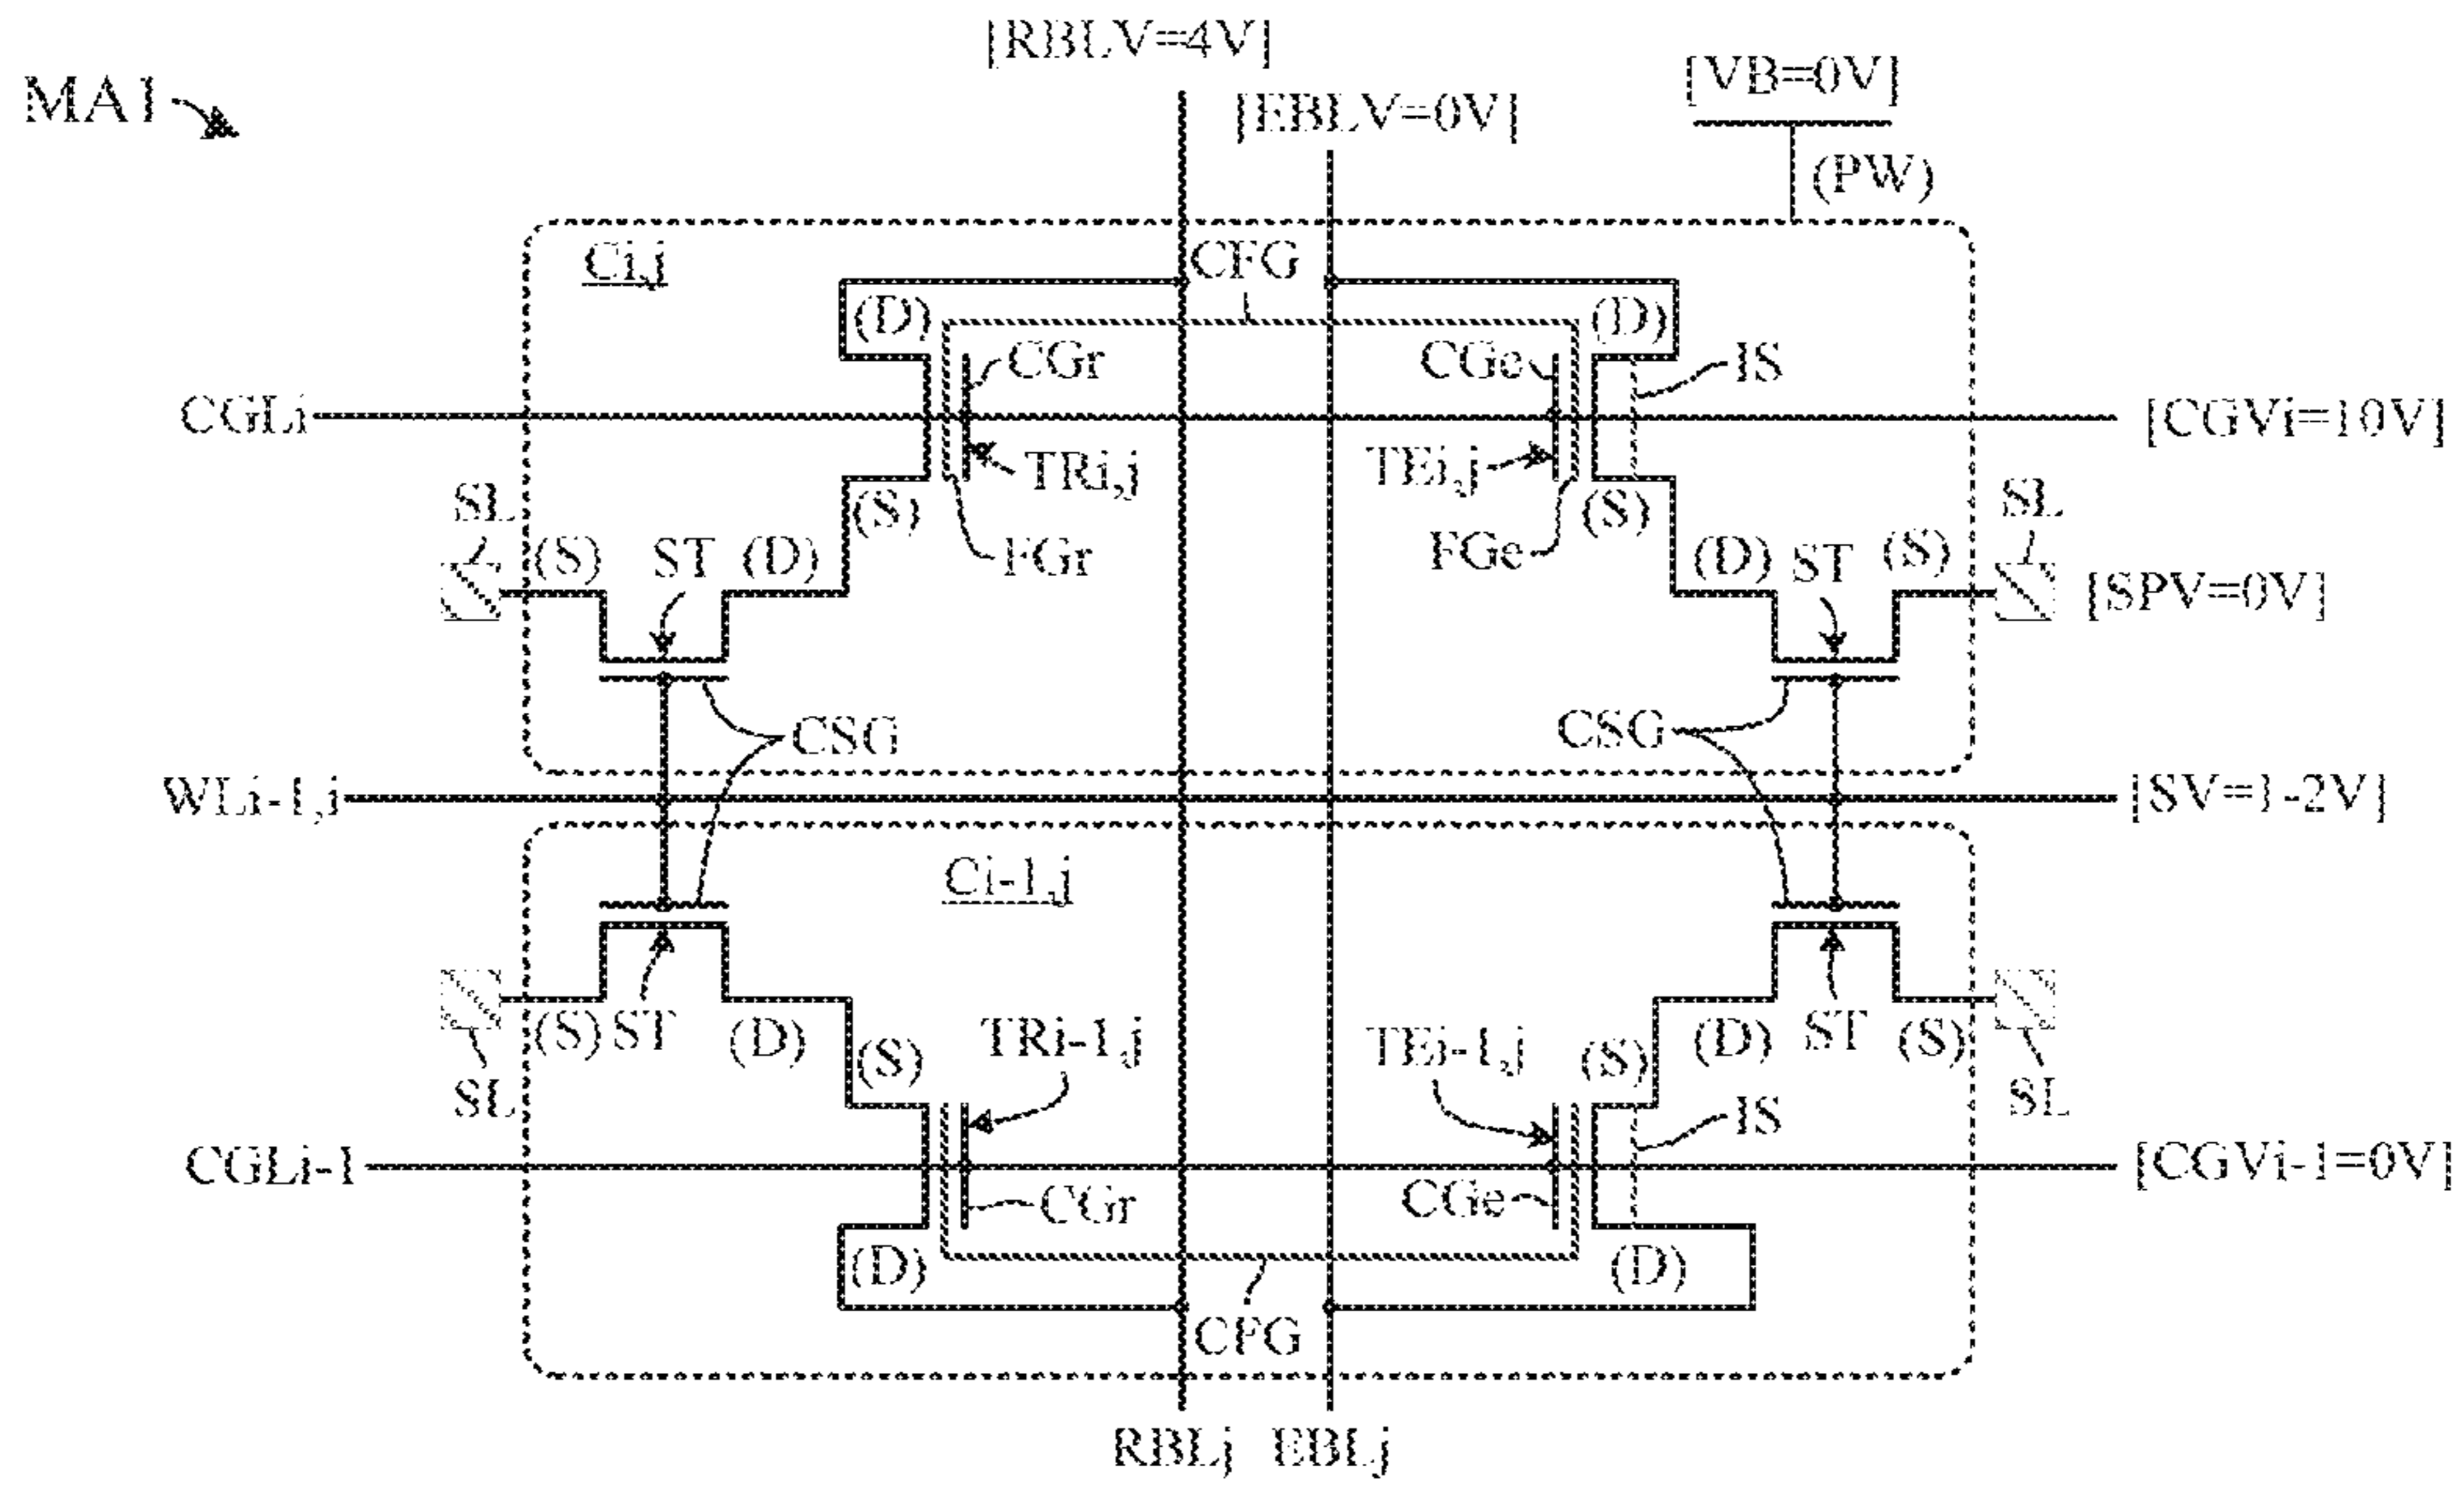 [RBLV=4V]
[VB=0V]
MA1
[EBLV=0V]
(PW)
Ci,j
CFG
(D)
(D)
CGr
CGe
IS
CGLi
[CGVi=10V]
TRi,j
TEi,j
SL
(S)
(S)
SL
(S)
ST
(D)
FGr
FGe
(D)
ST
(S)
[SPV=0V]
CSG
CSG
WLi-1,i
[SV=1-2V]
Ci-1,j
(S)
ST
(D)
TRi-1,j
TEi-1,j
(D)
ST
(S)
(S)
(S)
SL
SL
IS
CGLi-1
[CGVi-1=0V]
CGr
CGe
(D)
(D)
CFG
RBLj
EBLj